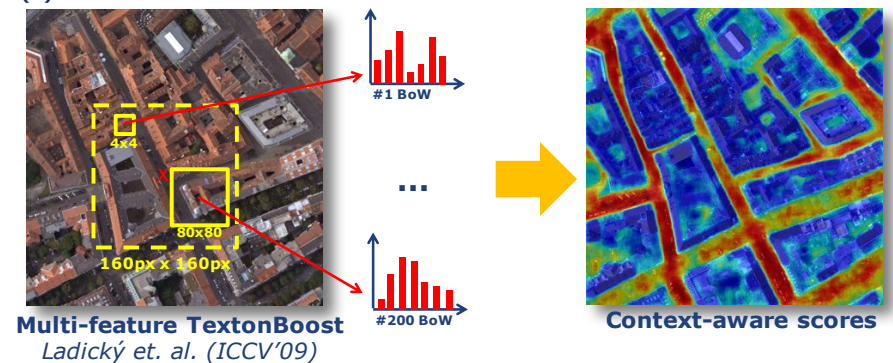 #1 BoW
4x4
x
80x80
160px x 160px
...
#200 BoW
Multi-feature TextonBoost
Ladický et. al. (ICCV'09)
Context-aware scores